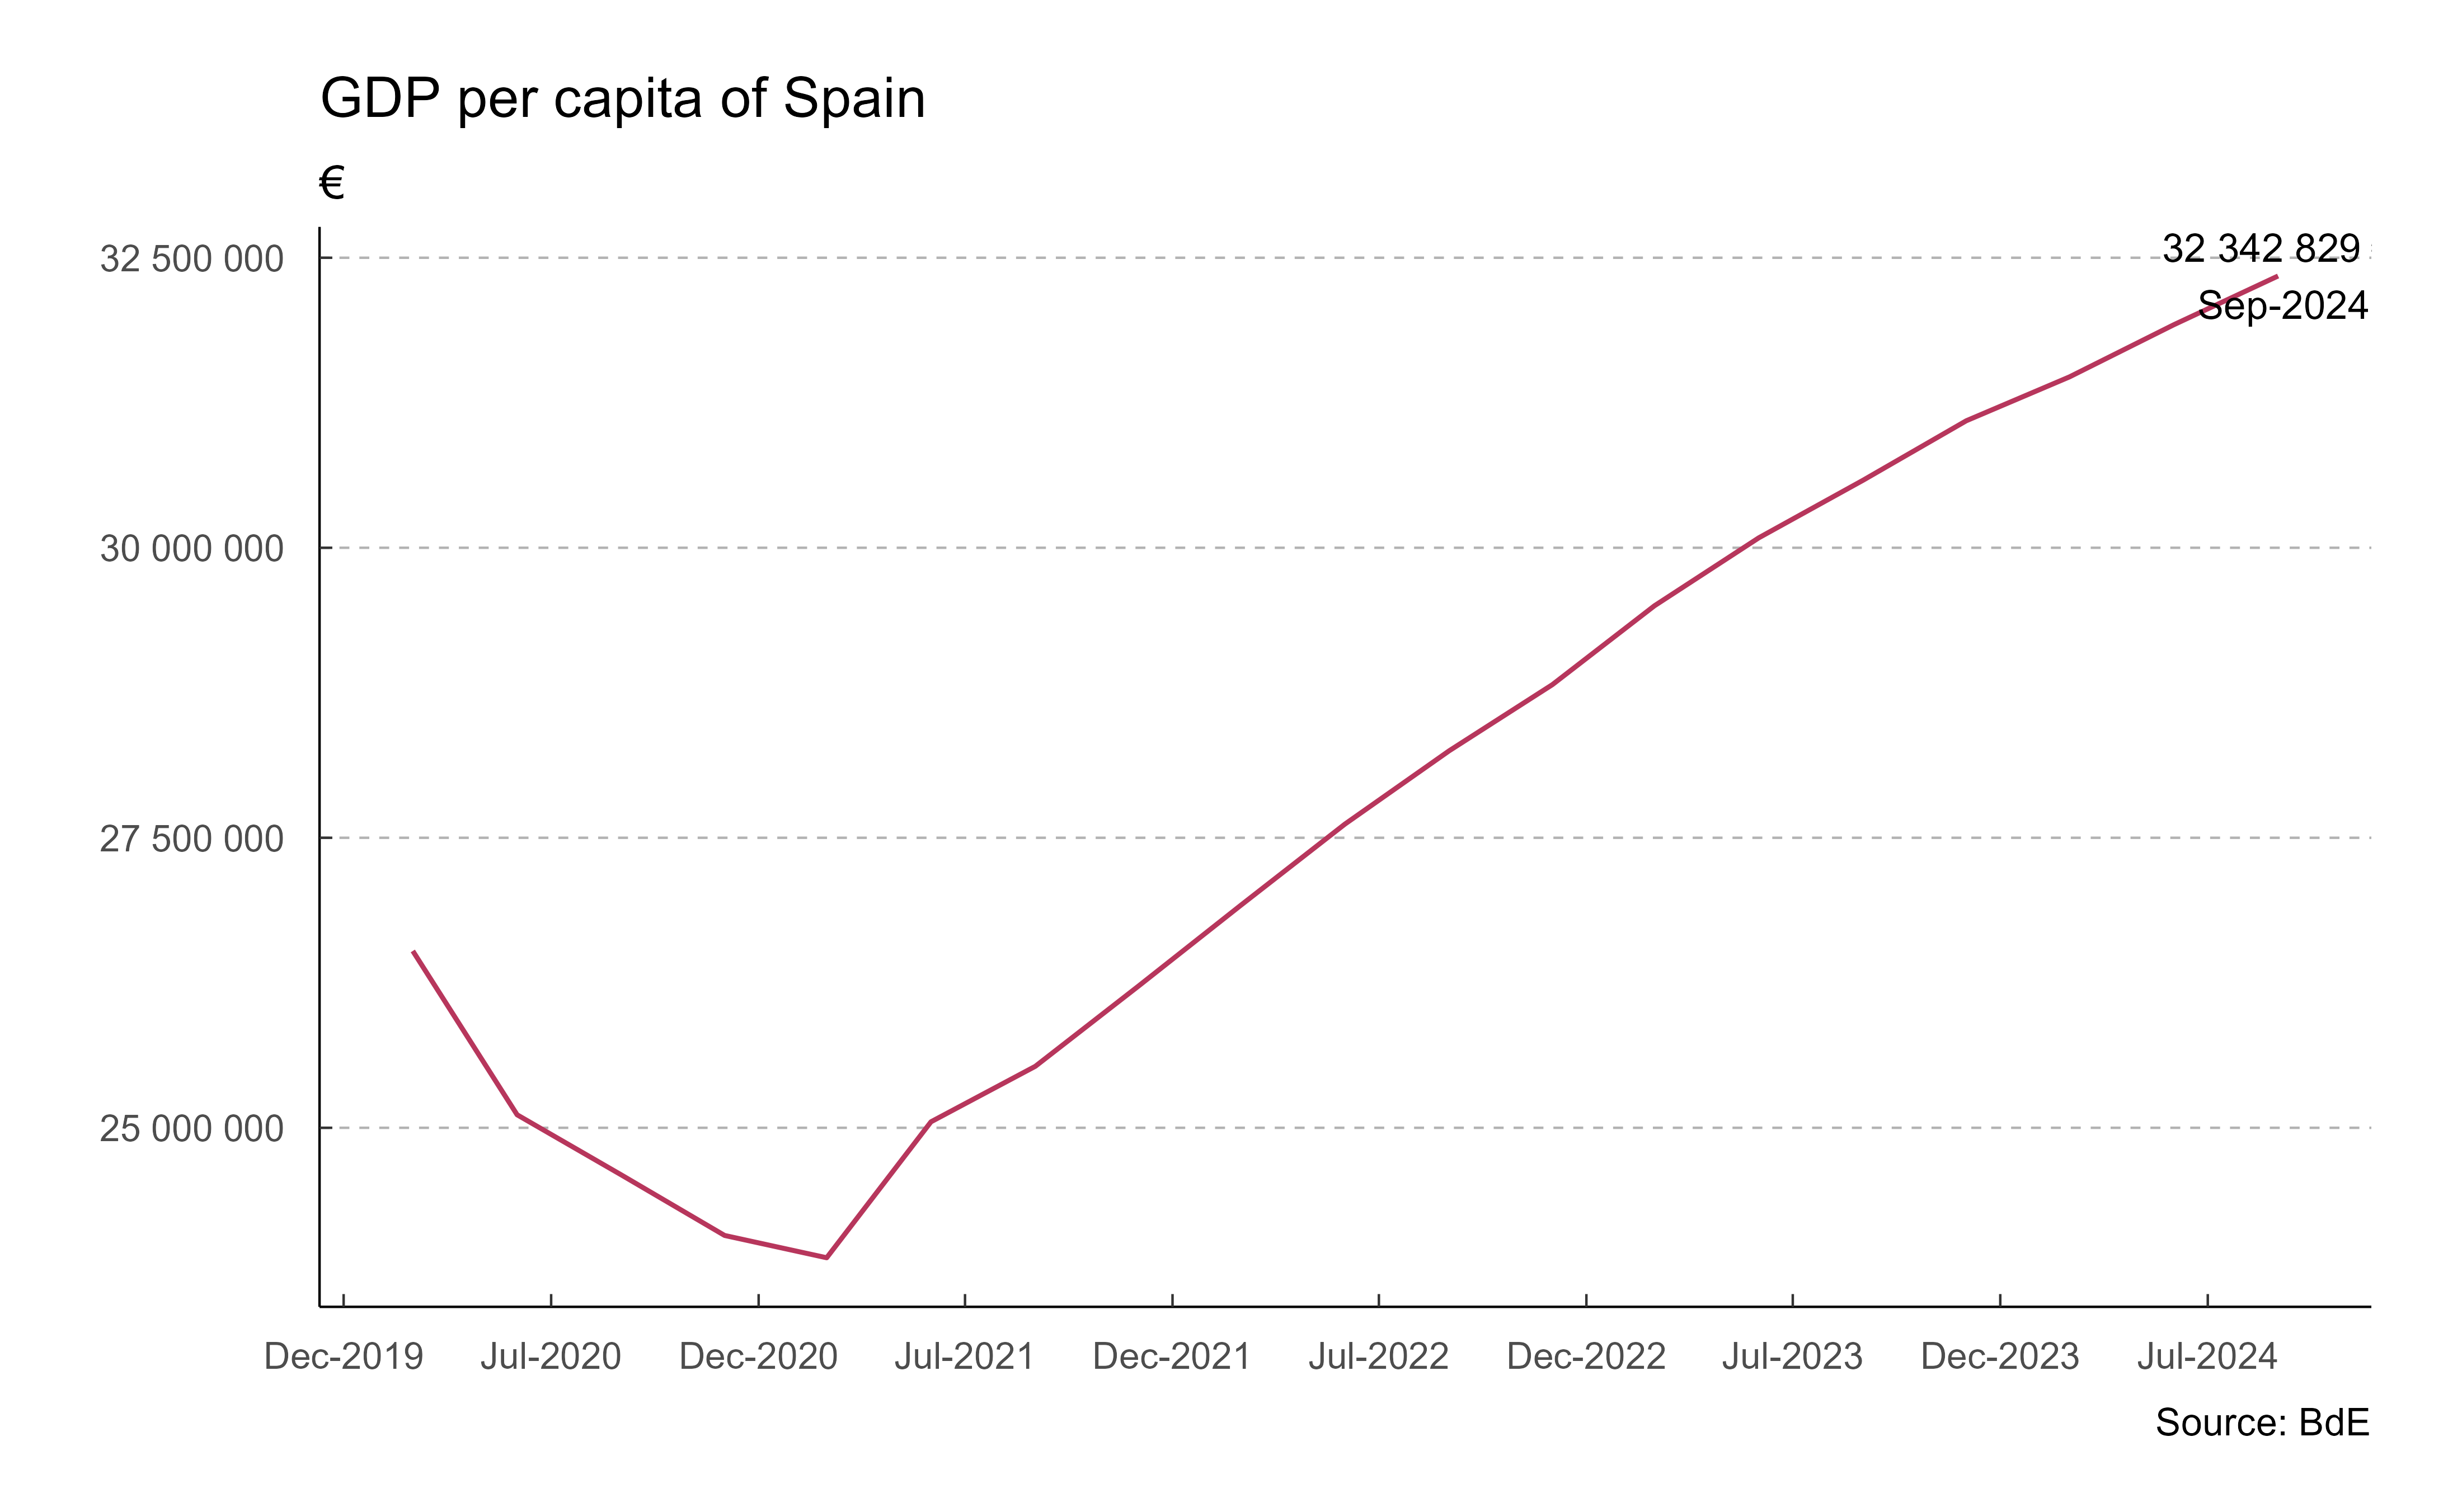 GDP per capita of Spain
€
32 500 000
30 000 000
27 500 000
25 000 000
32 342 829
Sep-2024
Dec-2019 Jul-2020 Dec-2020 Jul-2021 Dec-2021 Jul-2022 Dec-2022 Jul-2023 Dec-2023 Jul-2024
Source: BdE